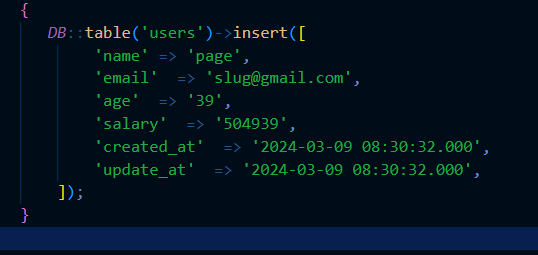 {
DB::table('users')->insert([
'name' => 'page',
'email'  => 'slug@gmail.com',
'age'  => '39',
'salary'  => '504939',
'created_at'  => '2024-03-09 08:30:32.000',
'update_at'  => '2024-03-09 08:30:32.000',
]);
}